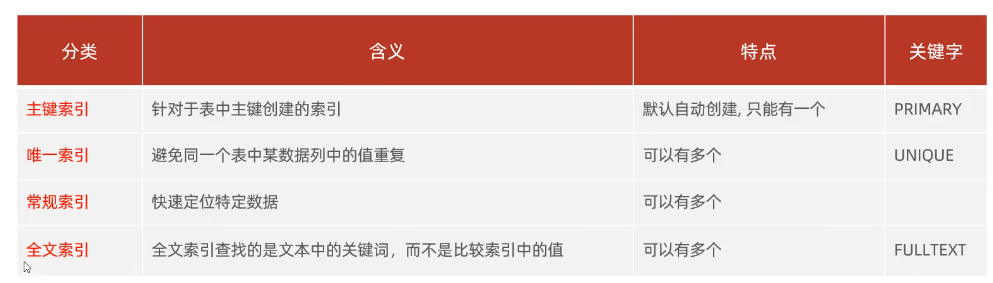 分类 含义 特点 关键字
主键索引 针对于表中主键创建的索引 默认自动创建, 只能有一个 PRIMARY
唯一索引 避免同一个表中某数据列中的值重复 可以有多个 UNIQUE
常规索引 快速定位特定数据 可以有多个
全文索引 全文索引查找的是文本中的关键词，而不是比较索引中的值 可以有多个 FULLTEXT